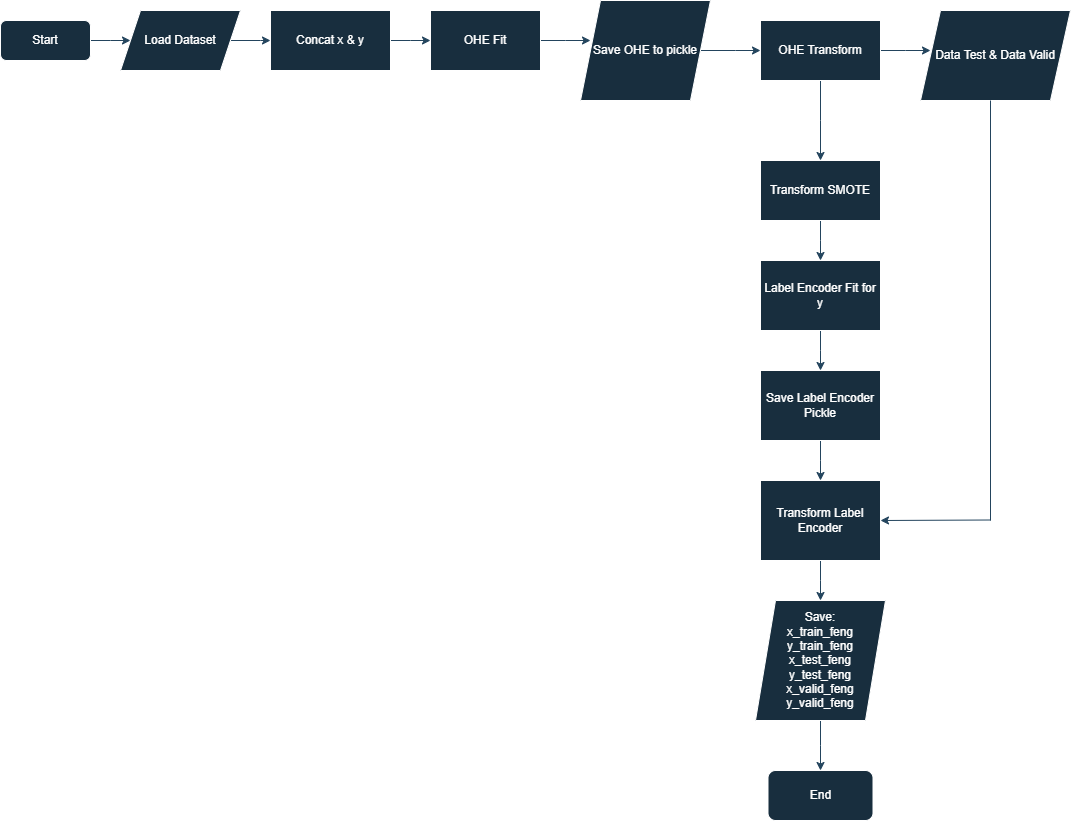 Start
Load Dataset
Concat x & y
OHE Fit
Save OHE to pickle
OHE Transform
Data Test & Data Valid
Transform SMOTE
Label Encoder Fit for
y
Save Label Encoder
Pickle
Transform Label
Encoder
Save:
x_train_feng
y_train_feng
x_test_feng
y_test_feng
x_valid_feng
y_valid_feng
End